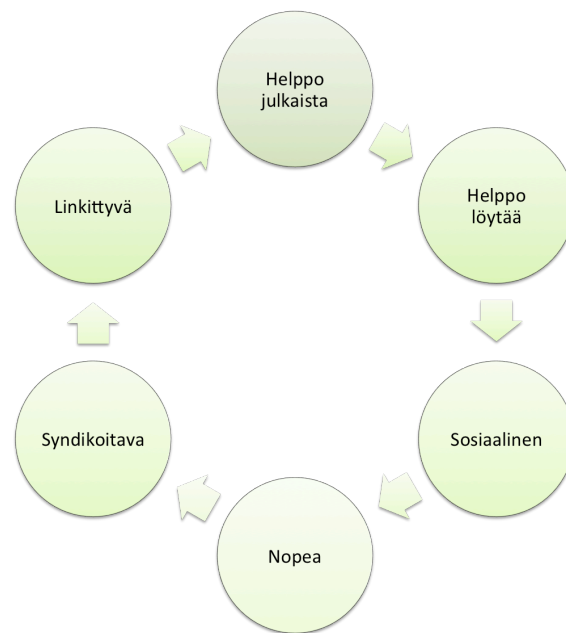 Helppo
julkaista
Helppo
löytää
Sosiaalinen
Nopea
Syndikoitava
Linkittyvä